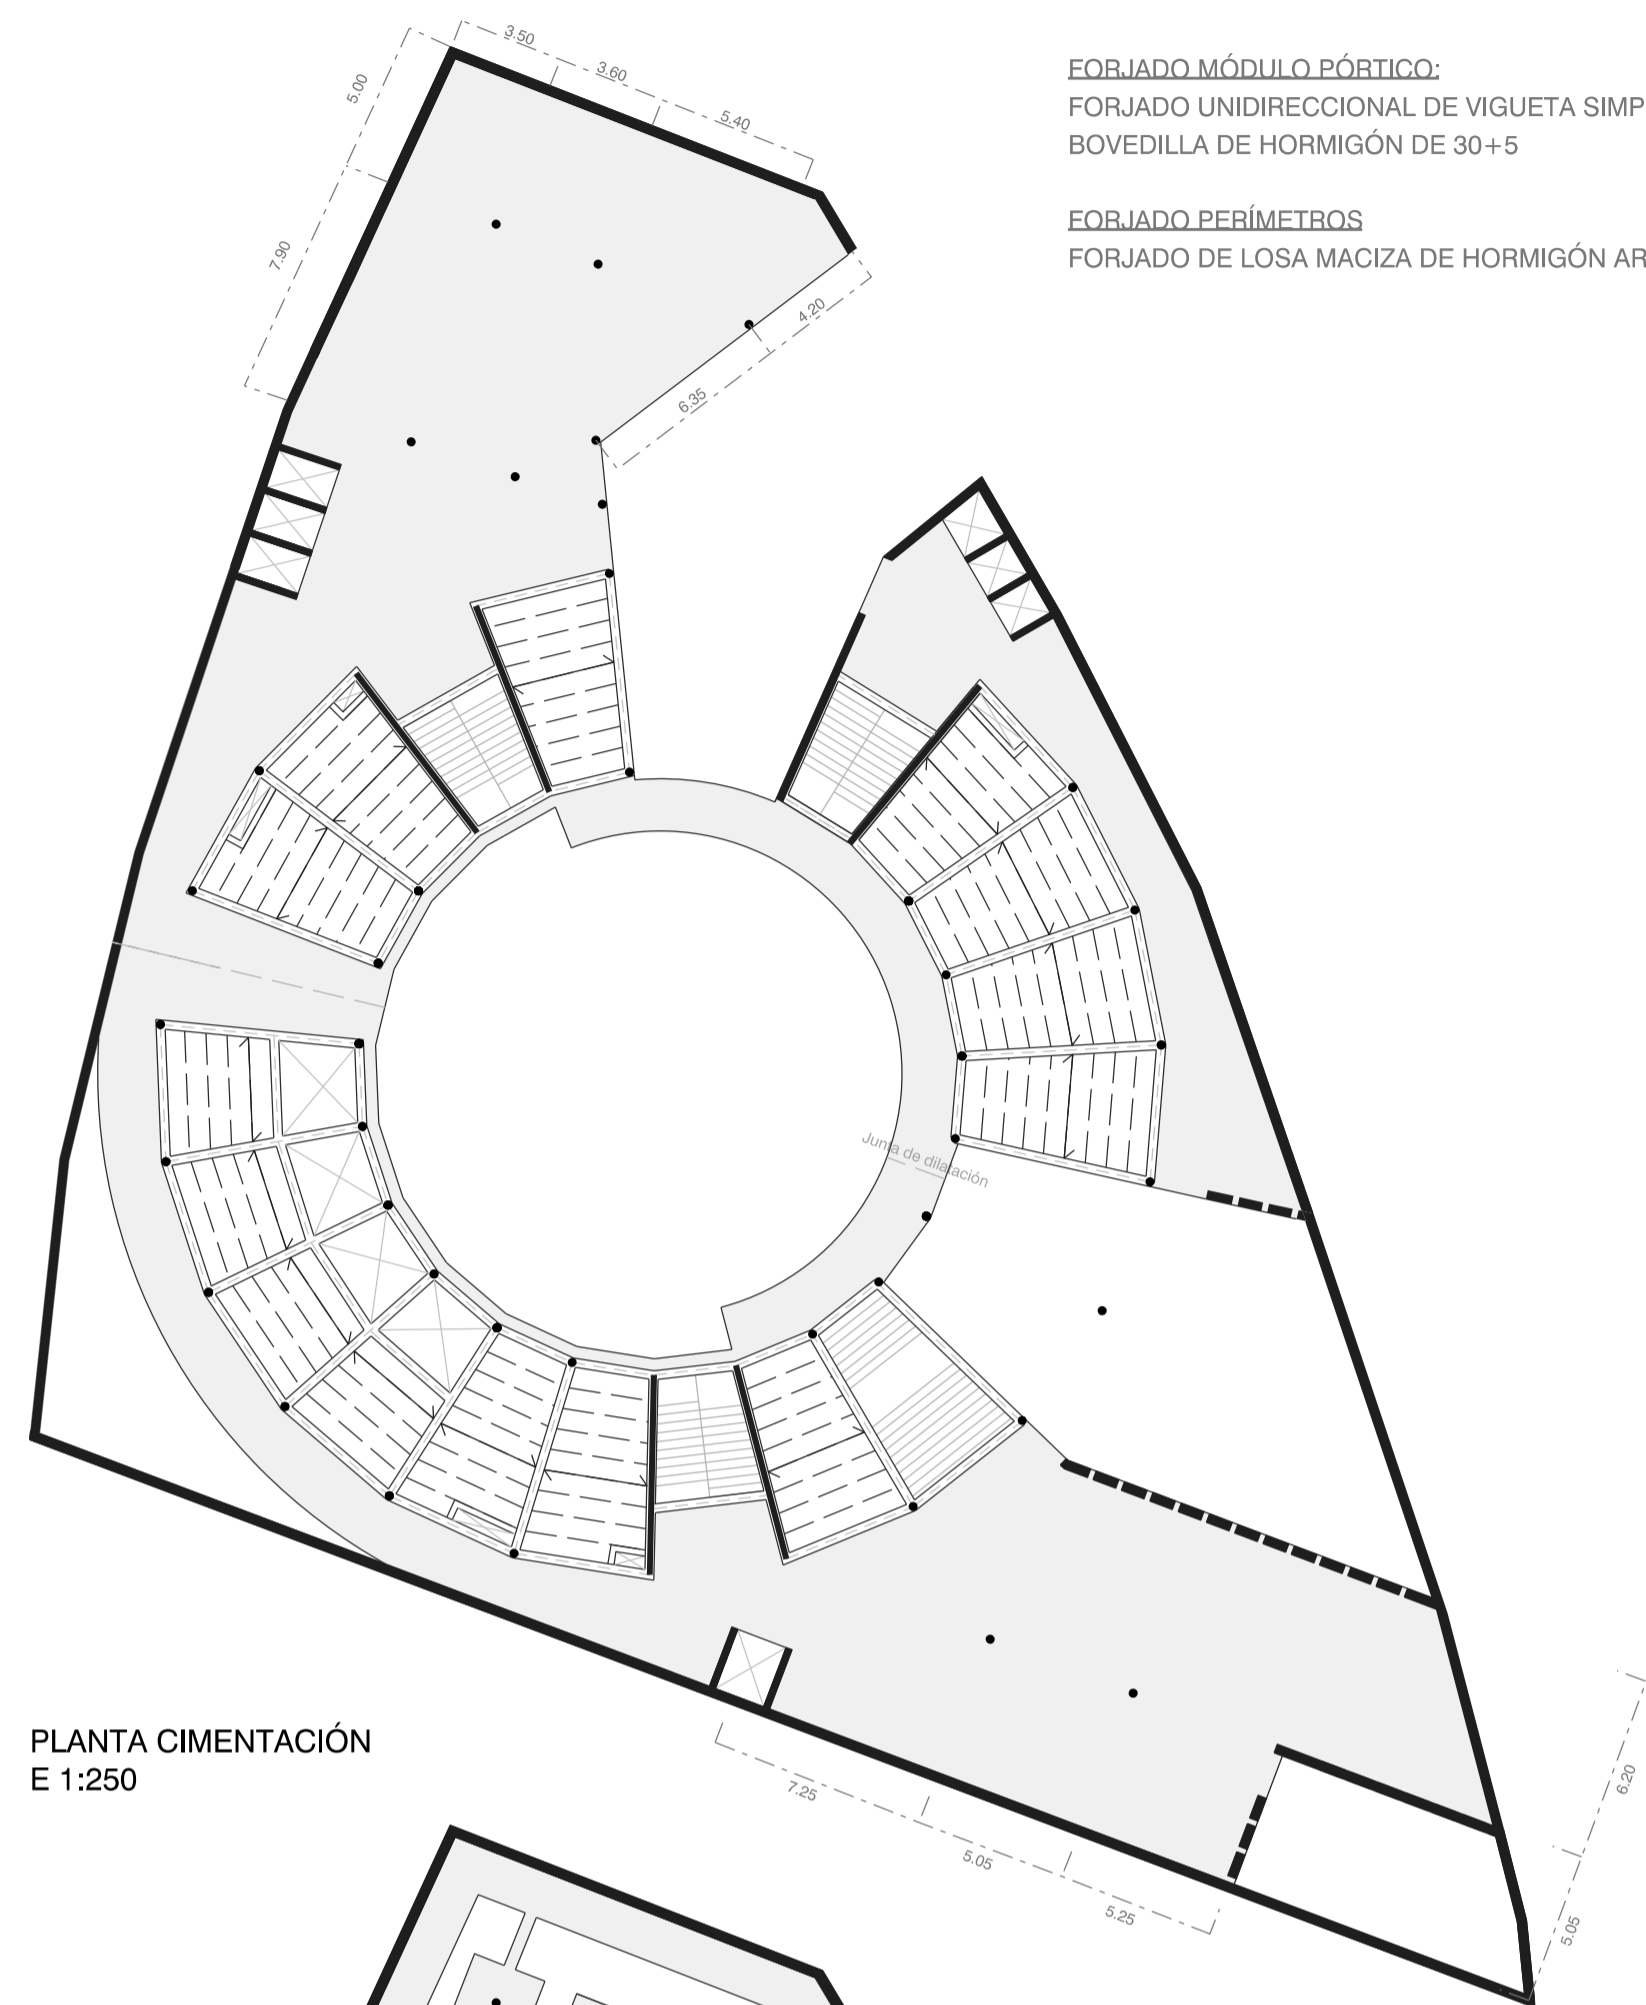 3.50
3.60
5.40
5.00
7.90
4.20
6.35
FORJADO MÓDULO PÓRTICO:
FORJADO UNIDIRECCIONAL DE VIGUETA SIMP
BOVEDILLA DE HORMIGÓN DE 30+5
FORJADO PERÍMETROS
FORJADO DE LOSA MACIZA DE HORMIGÓN AR
Junta de dilatación
PLANTA CIMENTACIÓN
E 1:250
7.25
5.05
5.25
6.20
5.05